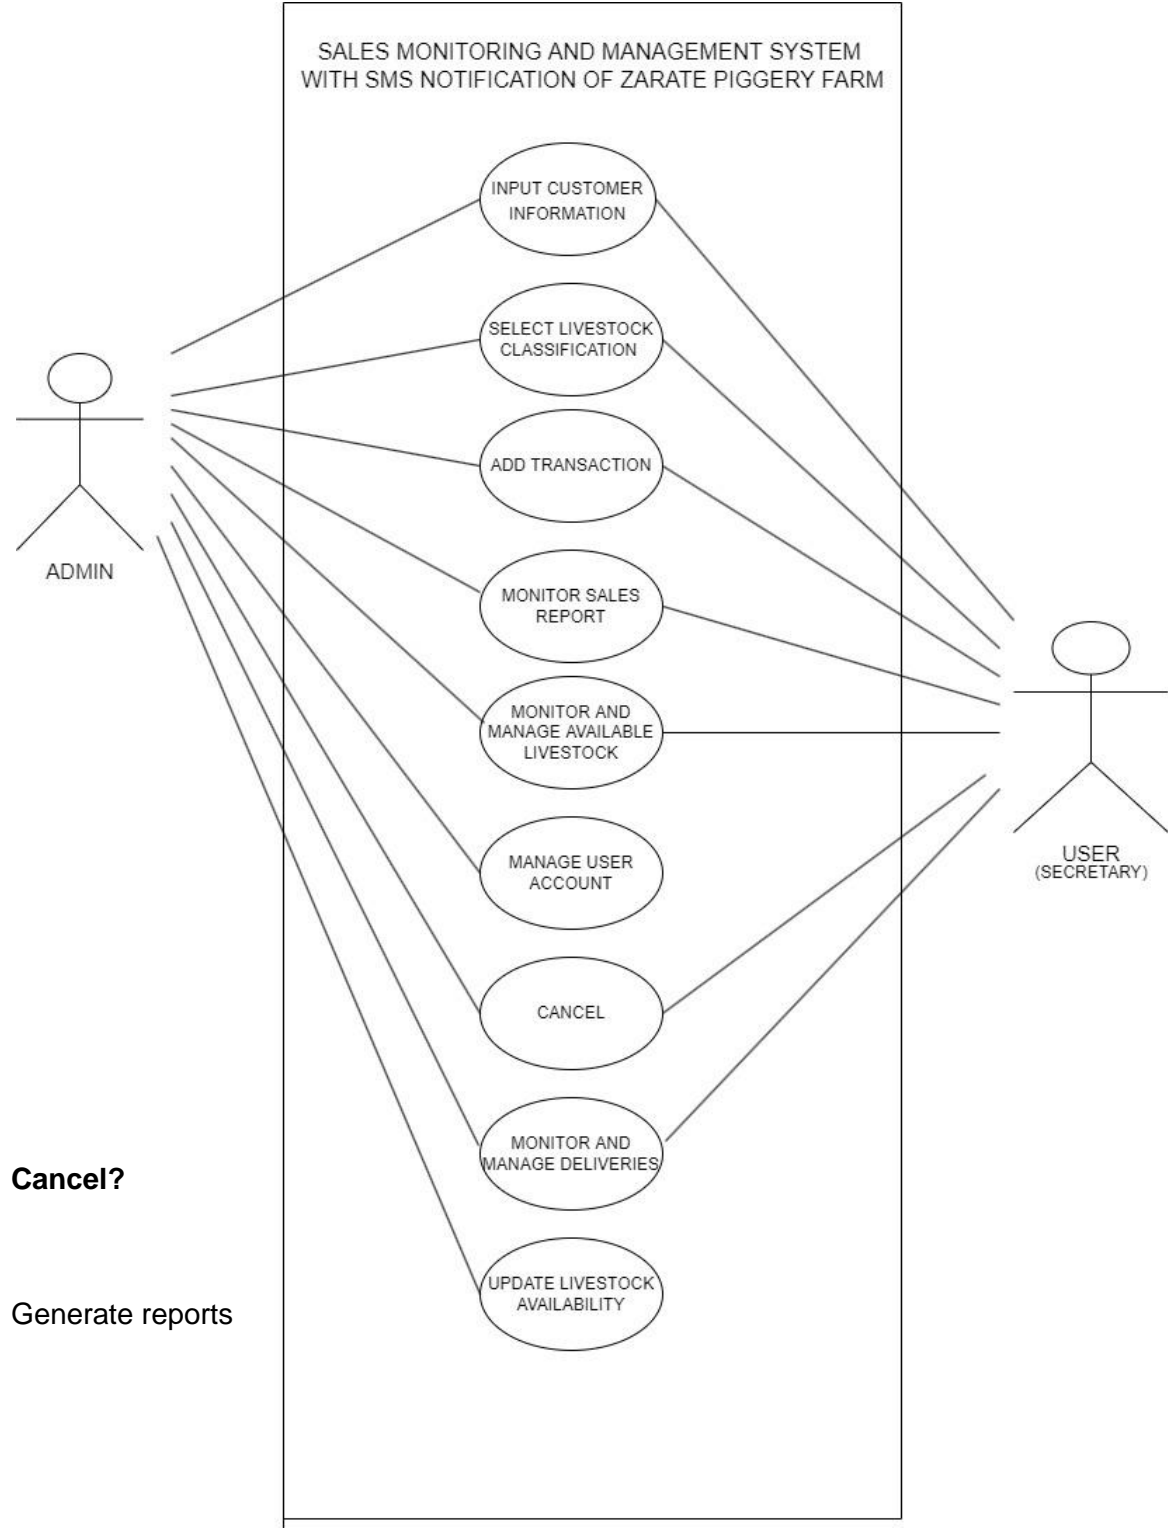 SALES MONITORING AND MANAGEMENT SYSTEM
WITH SMS NOTIFICATION OF ZARATE PIGGERY FARM
INPUT CUSTOMER
INFORMATION
SELECT LIVESTOCK
CLASSIFICATION
ADD TRANSACTION
ADMIN
MONITOR SALES
REPORT
MONITOR AND
MANAGE AVAILABLE
LIVESTOCK
USER
(SECRETARY)
MANAGE USER
ACCOUNT
CANCEL
MONITOR AND
MANAGE DELIVERIES
Cancel?
UPDATE LIVESTOCK
AVAILABILITY
Generate reports